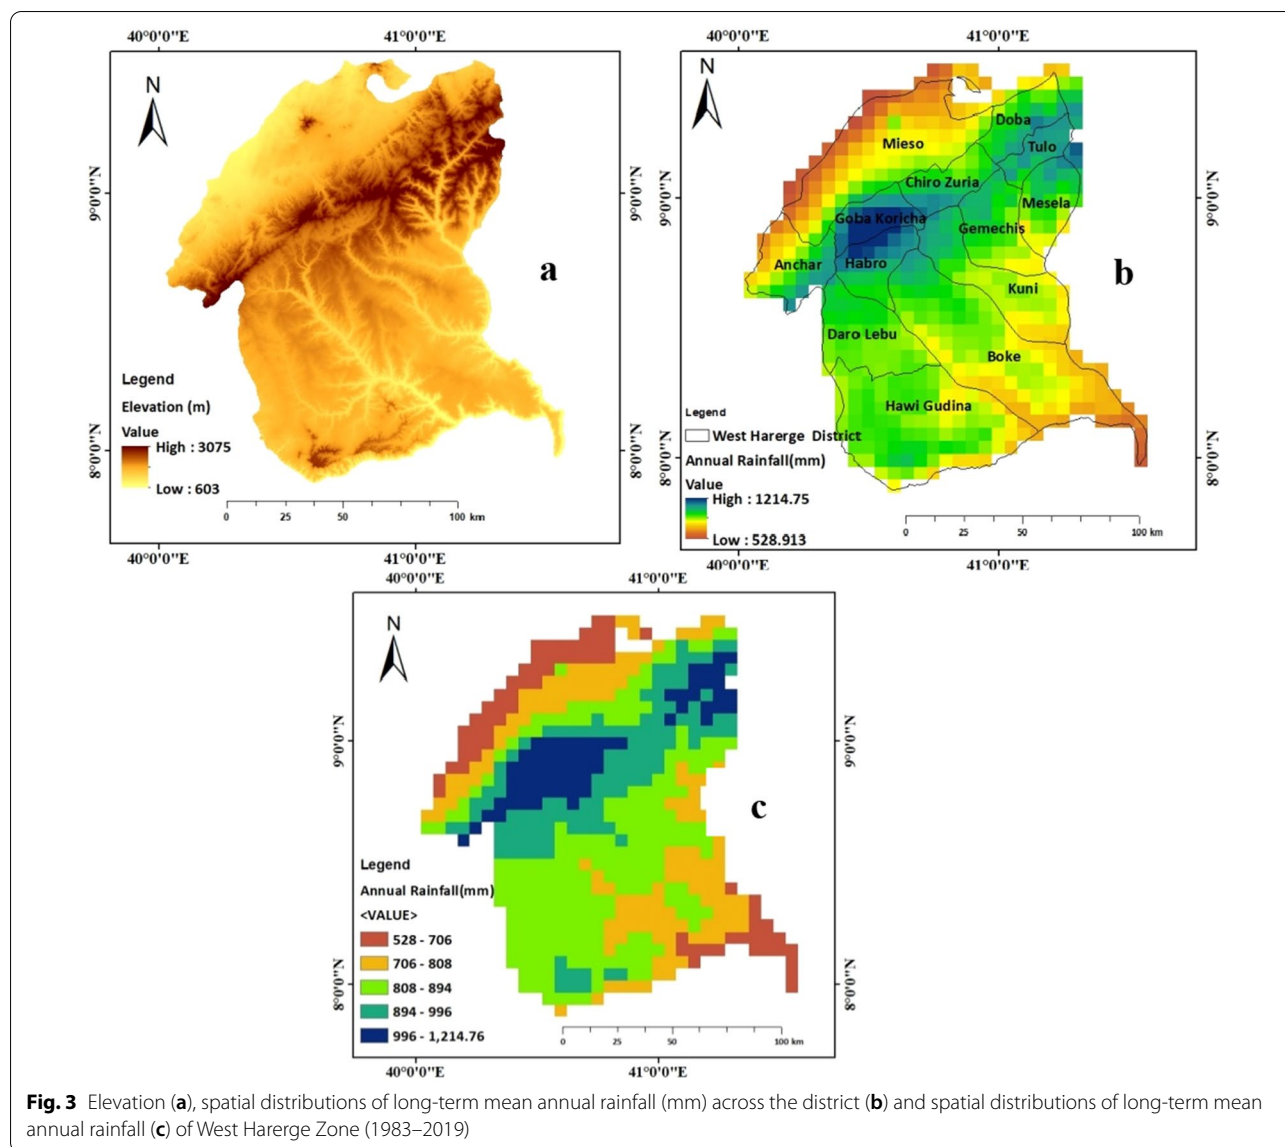 40°0'0"E
41°0'0"E
N
9°0'0"N
9°0'0"N
a
Legend
Elevation (m)
Value
High : 3075
Low : 603
8°0'0"N
8°0'0"N
0 25 50 100 km
40°0'0"E
41°0'0"E
40°0'0"E
41°0'0"E
N
Doba
Mieso
Tulo
Chiro Zuria
9°0'0"N
9°0'0"N
Mesela
Goba Koricha
Gemechis
Anchar
Habro
b
Kuni
Daro Lebu
Boke
Hawi Gudina
Legend
West Harerge District
Annual Rainfall(mm)
Value
High : 1214.75
Low : 528.913
8°0'0"N
8°0'0"N
0 25 50 100 km
40°0'0"E
41°0'0"E
40°0'0"E
41°0'0"E
N
9°0'0"N
9°0'0"N
c
Legend
Annual Rainfall(mm)
<VALUE>
528 - 706
706 - 808
808 - 894
894 - 996
996 - 1,214.76
8°0'0"N
8°0'0"N
0 25 50 100 km
40°0'0"E
41°0'0"E
Fig. 3 Elevation (a), spatial distributions of long-term mean annual rainfall (mm) across the district (b) and spatial distributions of long-term mean
annual rainfall (c) of West Harerge Zone (1983–2019)